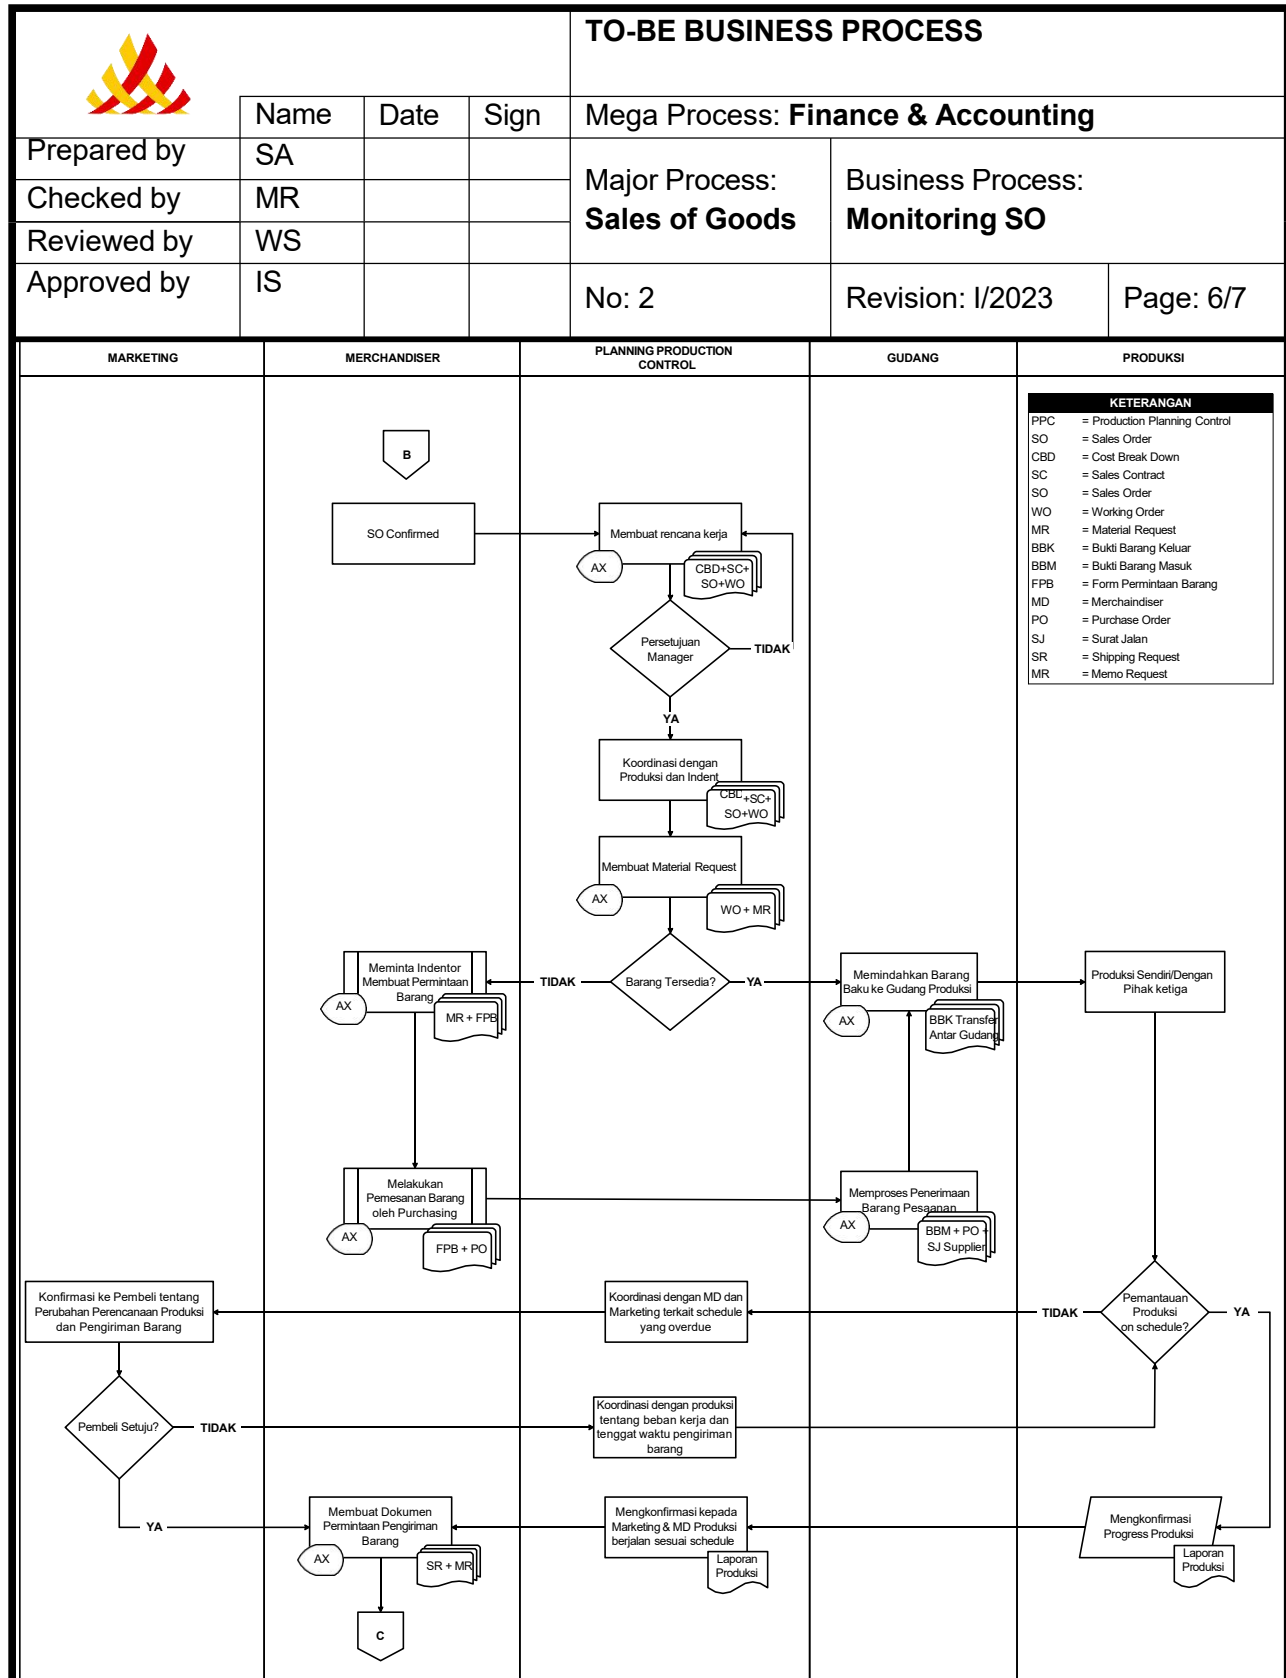 TO-BE BUSINESS PROCESS
Name
Date
Sign
Mega Process: Finance & Accounting
Prepared by
SA
Major Process:
Sales of Goods
Business Process:
Monitoring SO
Checked by
MR
Reviewed by
WS
Approved by
IS
No: 2
Revision: I/2023
Page: 6/7
MARKETING
MERCHANDISER
PLANNING PRODUCTION
CONTROL
GUDANG
PRODUKSI
KETERANGAN
PPC = Production Planning Control
SO = Sales Order
CBD = Cost Break Down
SC = Sales Contract
SO = Sales Order
WO = Working Order
MR = Material Request
BBK = Bukti Barang Keluar
BBM = Bukti Barang Masuk
FPB = Form Permintaan Barang
MD = Merchaindiser
PO = Purchase Order
SJ = Surat Jalan
SR = Shipping Request
MR = Memo Request
B
SO Confirmed
Membuat rencana kerja
AX
CBD+SC+
SO+WO
Persetujuan
Manager
TIDAK
YA
Koordinasi dengan
Produksi dan Indent
CBD+SC+
SO+WO
Membuat Material Request
AX
WO + MR
Meminta Indentor
Membuat Permintaan
Barang
AX
MR + FPB
TIDAK
Barang Tersedia?
YA
Memindahkan Barang
Baku ke Gudang Produksi
AX
BBK Transfer
Antar Gudang
Produksi Sendiri/Dengan
Pihak ketiga
Melakukan
Pemesanan Barang
oleh Purchasing
AX
FPB + PO
Memproses Penerimaan
Barang Pesaanan
AX
BBM + PO +
SJ Supplier
Konfirmasi ke Pembeli tentang
Perubahan Perencanaan Produksi
dan Pengiriman Barang
Koordinasi dengan MD dan
Marketing terkait schedule
yang overdue
TIDAK
Pemantauan
Produksi
on schedule?
YA
Pembeli Setuju?
TIDAK
Koordinasi dengan produksi
tentang beban kerja dan
tenggat waktu pengiriman
barang
YA
Membuat Dokumen
Permintaan Pengiriman
Barang
AX
SR + MR
Mengkonfirmasi kepada
Marketing & MD Produksi
berjalan sesuai schedule
Laporan
Produksi
Mengkonfirmasi
Progress Produksi
Laporan
Produksi
C